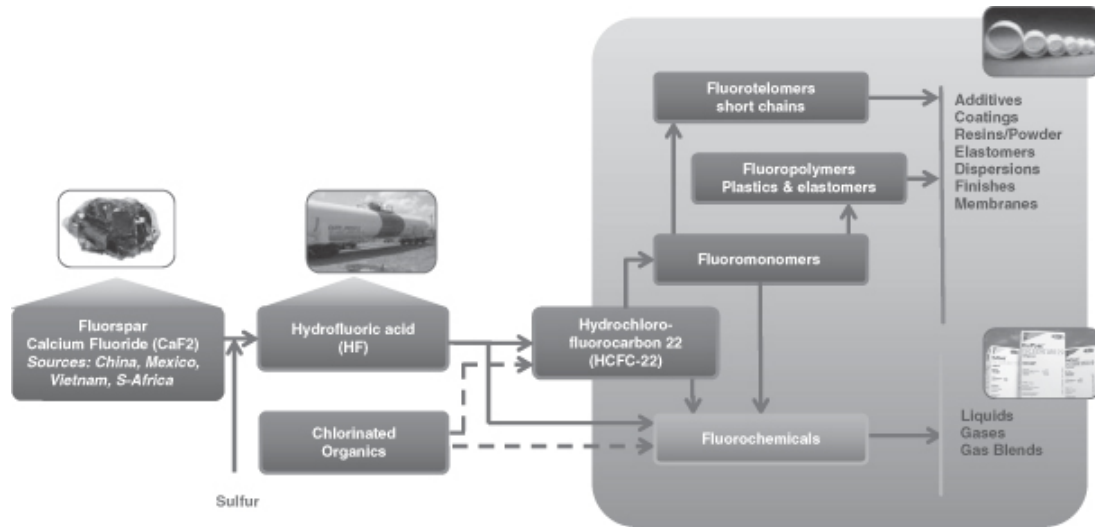 Fluorotelomers
short chains
Additives
Coatings
Resins/Powder
Elastomers
Dispersions
Finishes
Membranes
Fluoropolymers
Plastics & elastomers
Fluoromonomers
Fluorspar
Calcium Fluoride (CaF2)
Sources: China, Mexico,
Vietnam, S-Africa
Hydrofluoric acid
(HF)
Hydrochloro-
fluorocarbon 22
(HCFC-22)
Chlorinated
Organics
Fluorochemicals
Liquids
Gases
Gas Blends
Sulfur